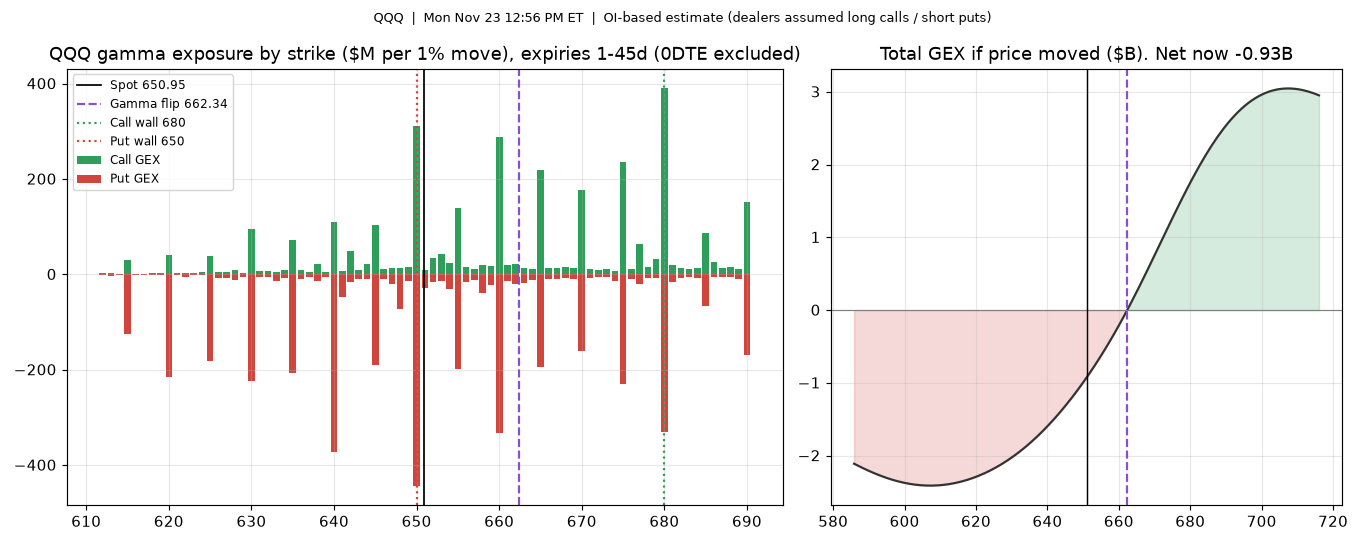 QQQ | Mon Nov 23 12:56 PM ET | OI-based estimate (dealers assumed long calls / short puts)
QQQ gamma exposure by strike ($M per 1% move), expiries 1-45d (0DTE excluded)
Spot 650.95
Gamma flip 662.34
Call wall 680
Put wall 650
Call GEX
Put GEX
400
200
0
−200
−400
610 620 630 640 650 660 670 680 690
Total GEX if price moved ($B). Net now -0.93B
3
2
1
0
−1
−2
580 600 620 640 660 680 700 720